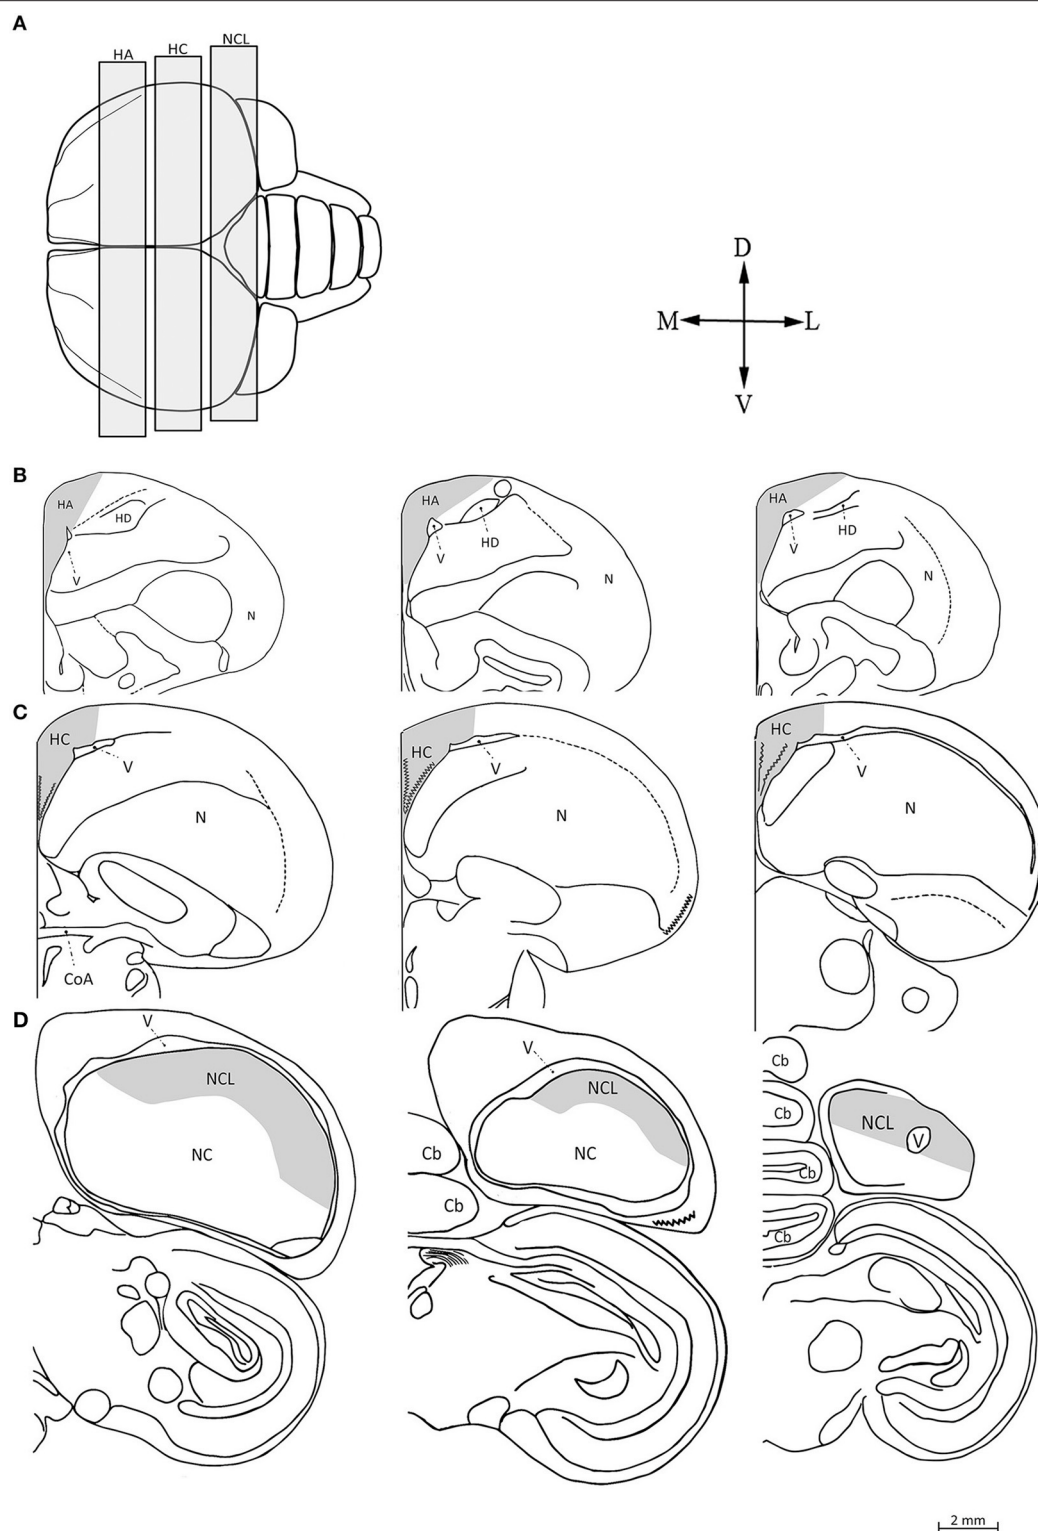 A
HA HC NCL
D
M L
V
B
HA HD V N
HA HD V N
HA HD V N
C
HC V N CoA
HC V N
HC V N
D
V NCL NC
V NCL NC Cb Cb
Cb Cb NCL V Cb Cb
2 mm